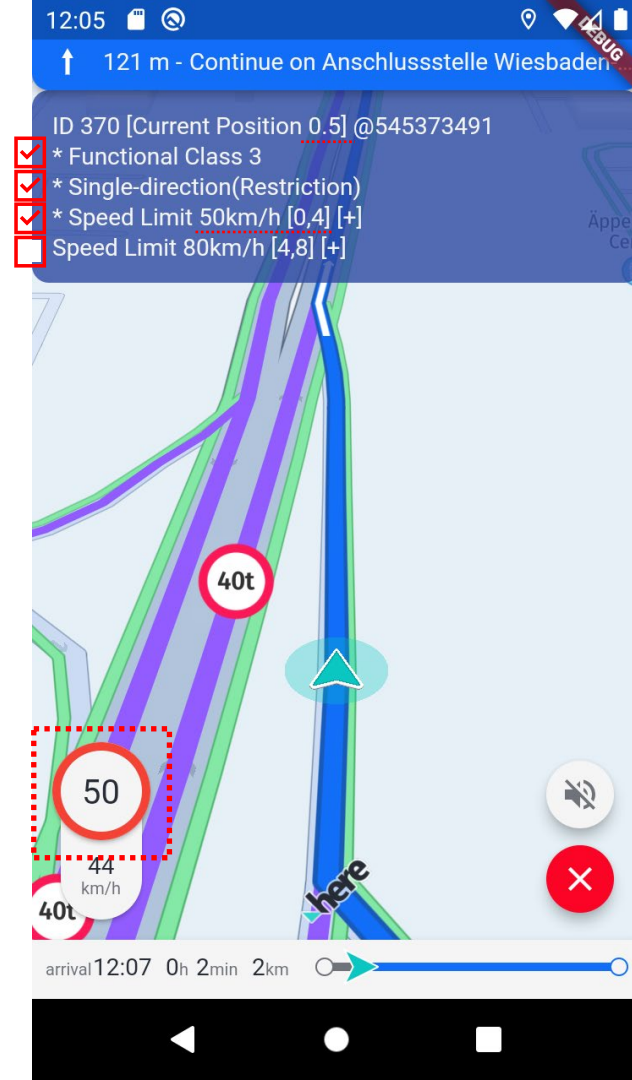 12:05
DEBUG
121 m - Continue on Anschlussstelle Wiesbaden-...
ID 370 [Current Position 0.5] @545373491
* Functional Class 3
* Single-direction(Restriction)
* Speed Limit 50km/h [0,4] [+]
Speed Limit 80km/h [4,8] [+]
Äppe
Ce
40t
50
44
km/h
40t
here
arrival 12:07 0h 2min 2km